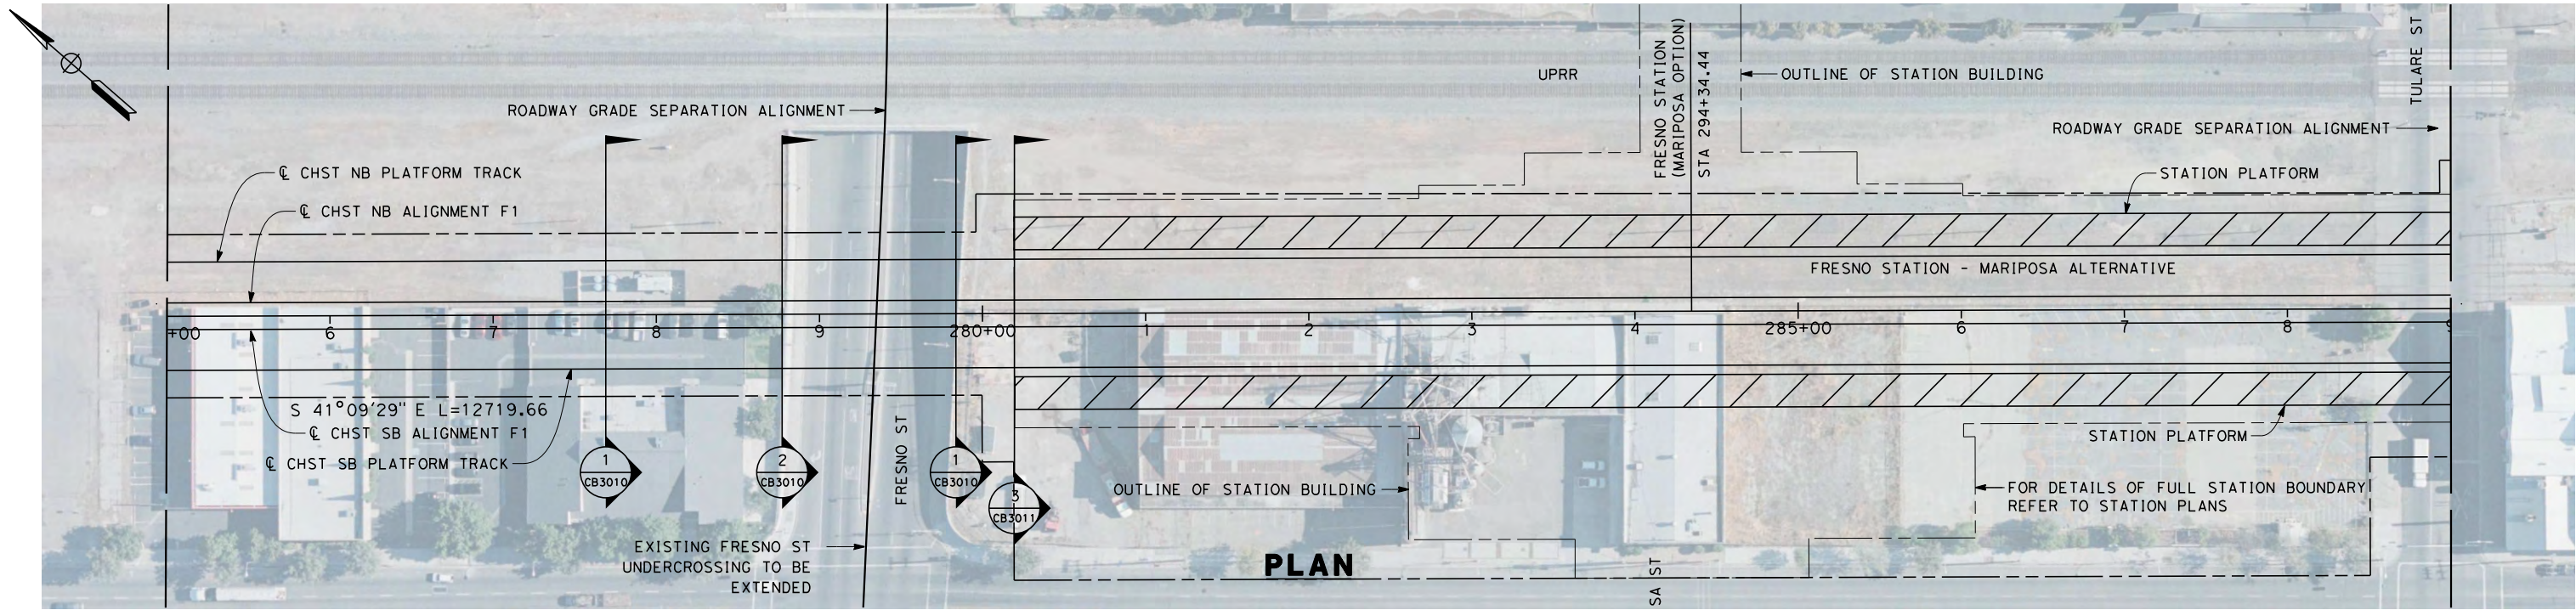 TULARE ST
FRESNO STATION
(MARIPOSA OPTION)
STA 294+34.44
UPRR
OUTLINE OF STATION BUILDING
ROADWAY GRADE SEPARATION ALIGNMENT
ROADWAY GRADE SEPARATION ALIGNMENT
℄ CHST NB PLATFORM TRACK
STATION PLATFORM
℄ CHST NB ALIGNMENT F1
FRESNO STATION - MARIPOSA ALTERNATIVE
+00 6 7 8 9 280+00 1 2 3 4 285+00 6 7 8 9
S 41°09'29" E L=12719.66
℄ CHST SB ALIGNMENT F1
℄ CHST SB PLATFORM TRACK
STATION PLATFORM
1
CB3010
2
CB3010
FRESNO ST
1
CB3010
3
CB3011
OUTLINE OF STATION BUILDING
FOR DETAILS OF FULL STATION BOUNDARY
REFER TO STATION PLANS
EXISTING FRESNO ST
UNDERCROSSING TO BE
EXTENDED
PLAN
SA ST